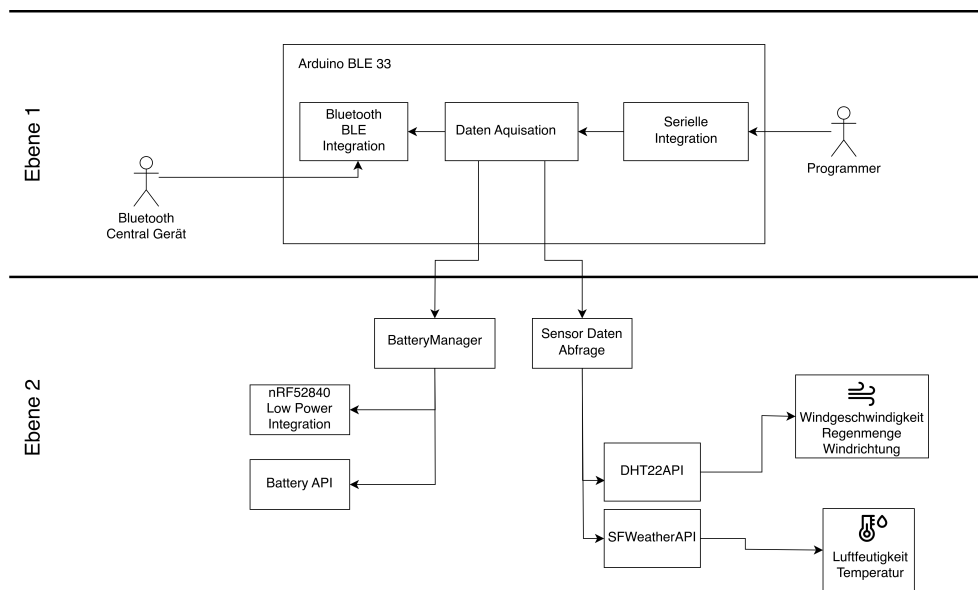 Ebene 1
Arduino BLE 33
Bluetooth
BLE
Integration
Daten Aquisation
Serielle
Integration
Programmer
Bluetooth
Central Gerät
Ebene 2
BatteryManager
Sensor Daten
Abfrage
nRF52840
Low Power
Integration
Battery API
DHT22API
SFWeatherAPI
Windgeschwindigkeit
Regenmenge
Windrichtung
Luftfeutigkeit
Temperatur